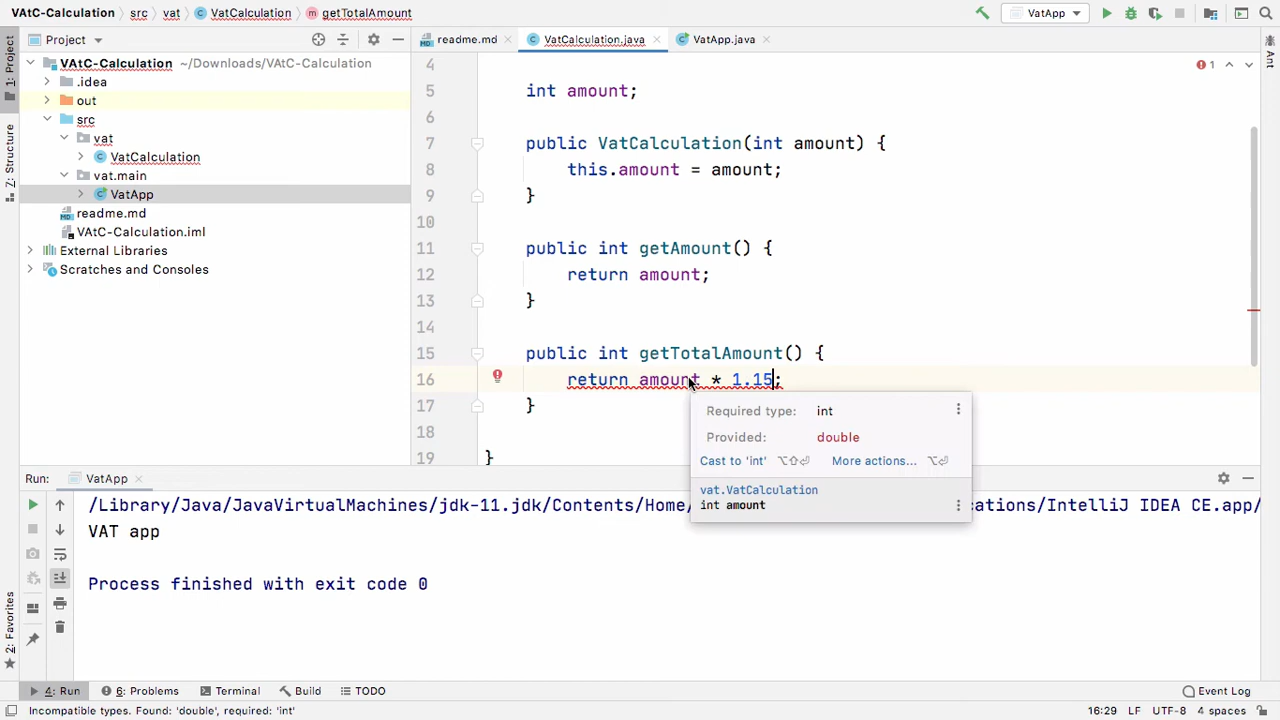 VAtC-Calculation src vat VatCalculation getTotalAmount VatApp
Project readme.md VatCalculation.java VatApp.java
1: Project
Z: Structure
2: Favorites
Ant
VAtC-Calculation ~/Downloads/VAtC-Calculation
.idea
out
src
vat
VatCalculation
vat.main
VatApp
readme.md
VAtC-Calculation.iml
External Libraries
Scratches and Consoles
1
4
5 int amount;
6
7 public VatCalculation(int amount) {
8 this.amount = amount;
9 }
10
11 public int getAmount() {
12 return amount;
13 }
14
15 public int getTotalAmount() {
16 return amount * 1.15;
17 }
18
19 }
Required type: int
Provided: double
Cast to 'int' ⌥⇧⏎ More actions... ⌥⏎
vat.VatCalculation
int amount
Run: VatApp
/Library/Java/JavaVirtualMachines/jdk-11.jdk/Contents/Home/ cations/IntelliJ IDEA CE.app/
VAT app
Process finished with exit code 0
4: Run 6: Problems Terminal Build TODO Event Log
Incompatible types. Found: 'double', required: 'int' 16:29 LF UTF-8 4 spaces